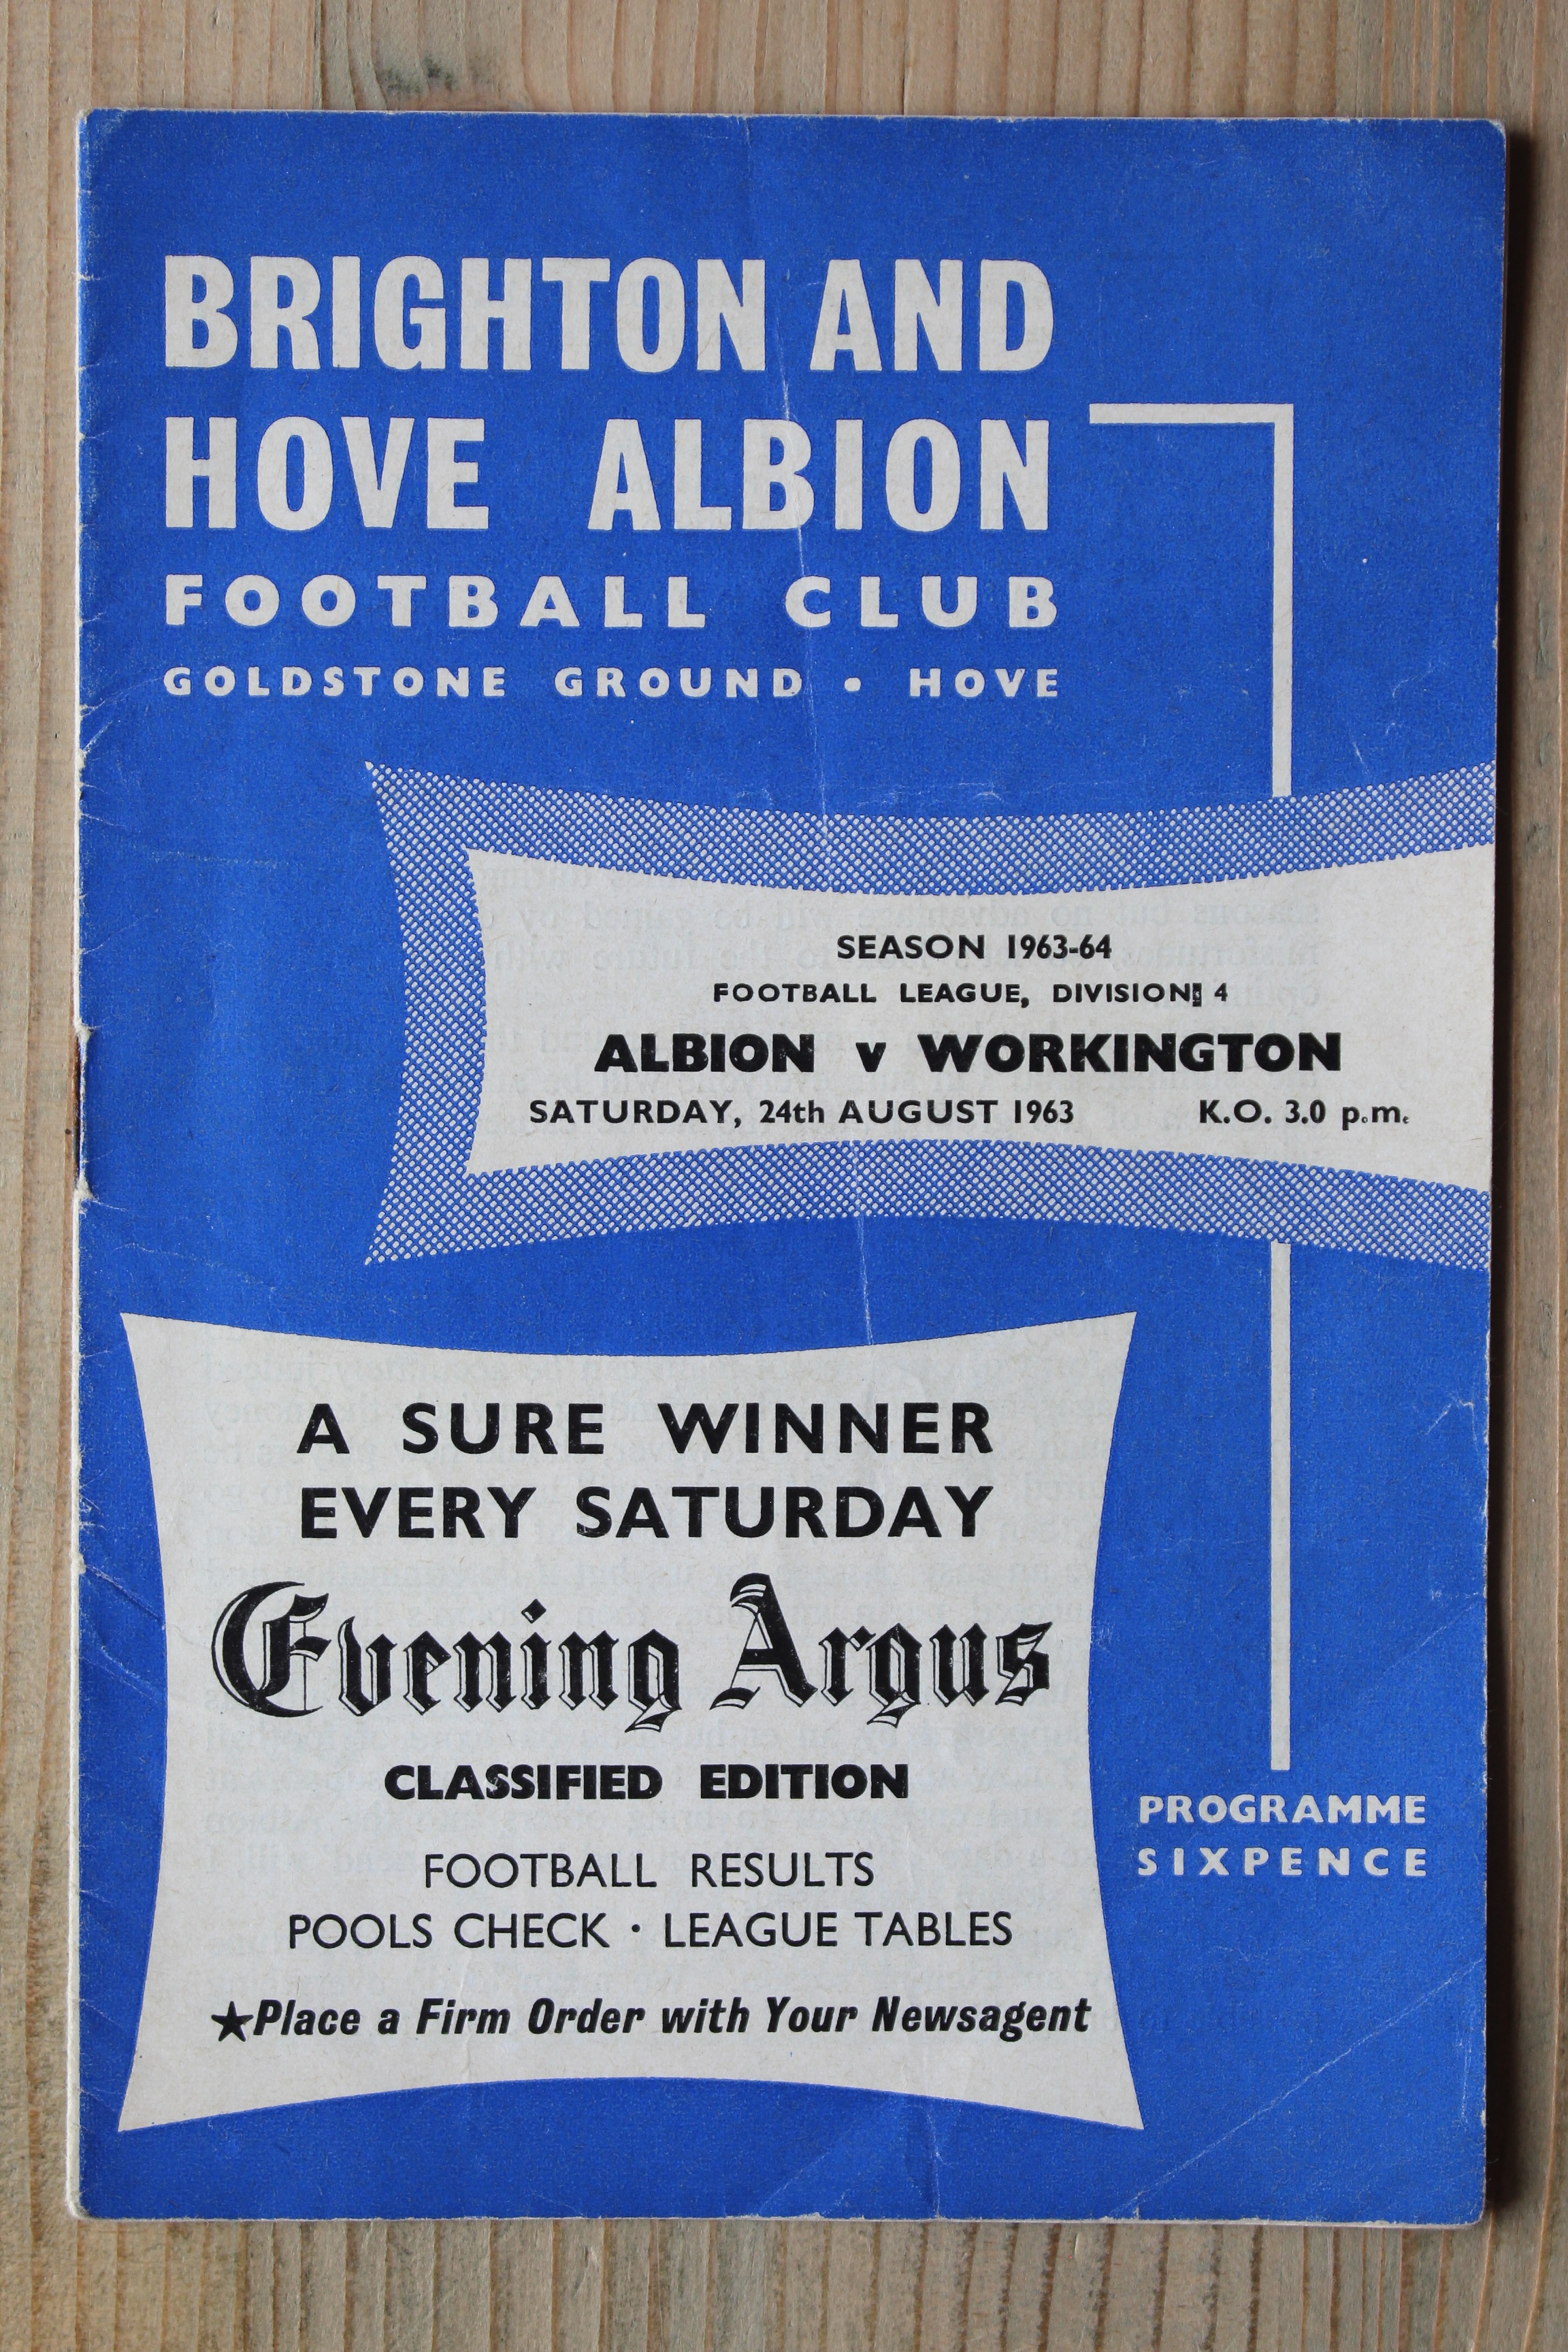 BRIGHTON AND
HOVE ALBION
FOOTBALL CLUB
GOLDSTONE GROUND · HOVE
SEASON 1963-64
FOOTBALL LEAGUE, DIVISION 4
ALBION v WORKINGTON
SATURDAY, 24th AUGUST 1963 K.O. 3.0 p.m.
A SURE WINNER
EVERY SATURDAY
Evening Argus
CLASSIFIED EDITION
FOOTBALL RESULTS
POOLS CHECK · LEAGUE TABLES
★Place a Firm Order with Your Newsagent
PROGRAMME
SIXPENCE